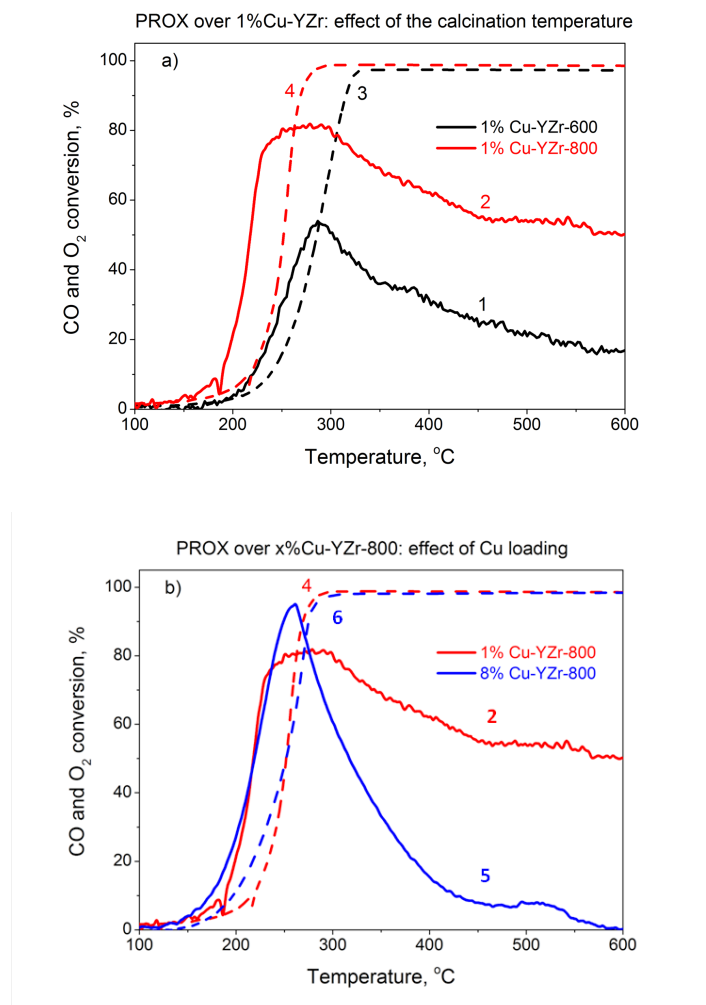 PROX over 1%Cu-YZr: effect of the calcination temperature
a)
100
80
60
40
20
0
CO and O2 conversion, %
4
3
1% Cu-YZr-600
1% Cu-YZr-800
2
1
100 200 300 400 500 600
Temperature, °C
PROX over x%Cu-YZr-800: effect of Cu loading
b)
100
80
60
40
20
0
CO and O2 conversion, %
4
6
1% Cu-YZr-800
8% Cu-YZr-800
2
5
100 200 300 400 500 600
Temperature, °C